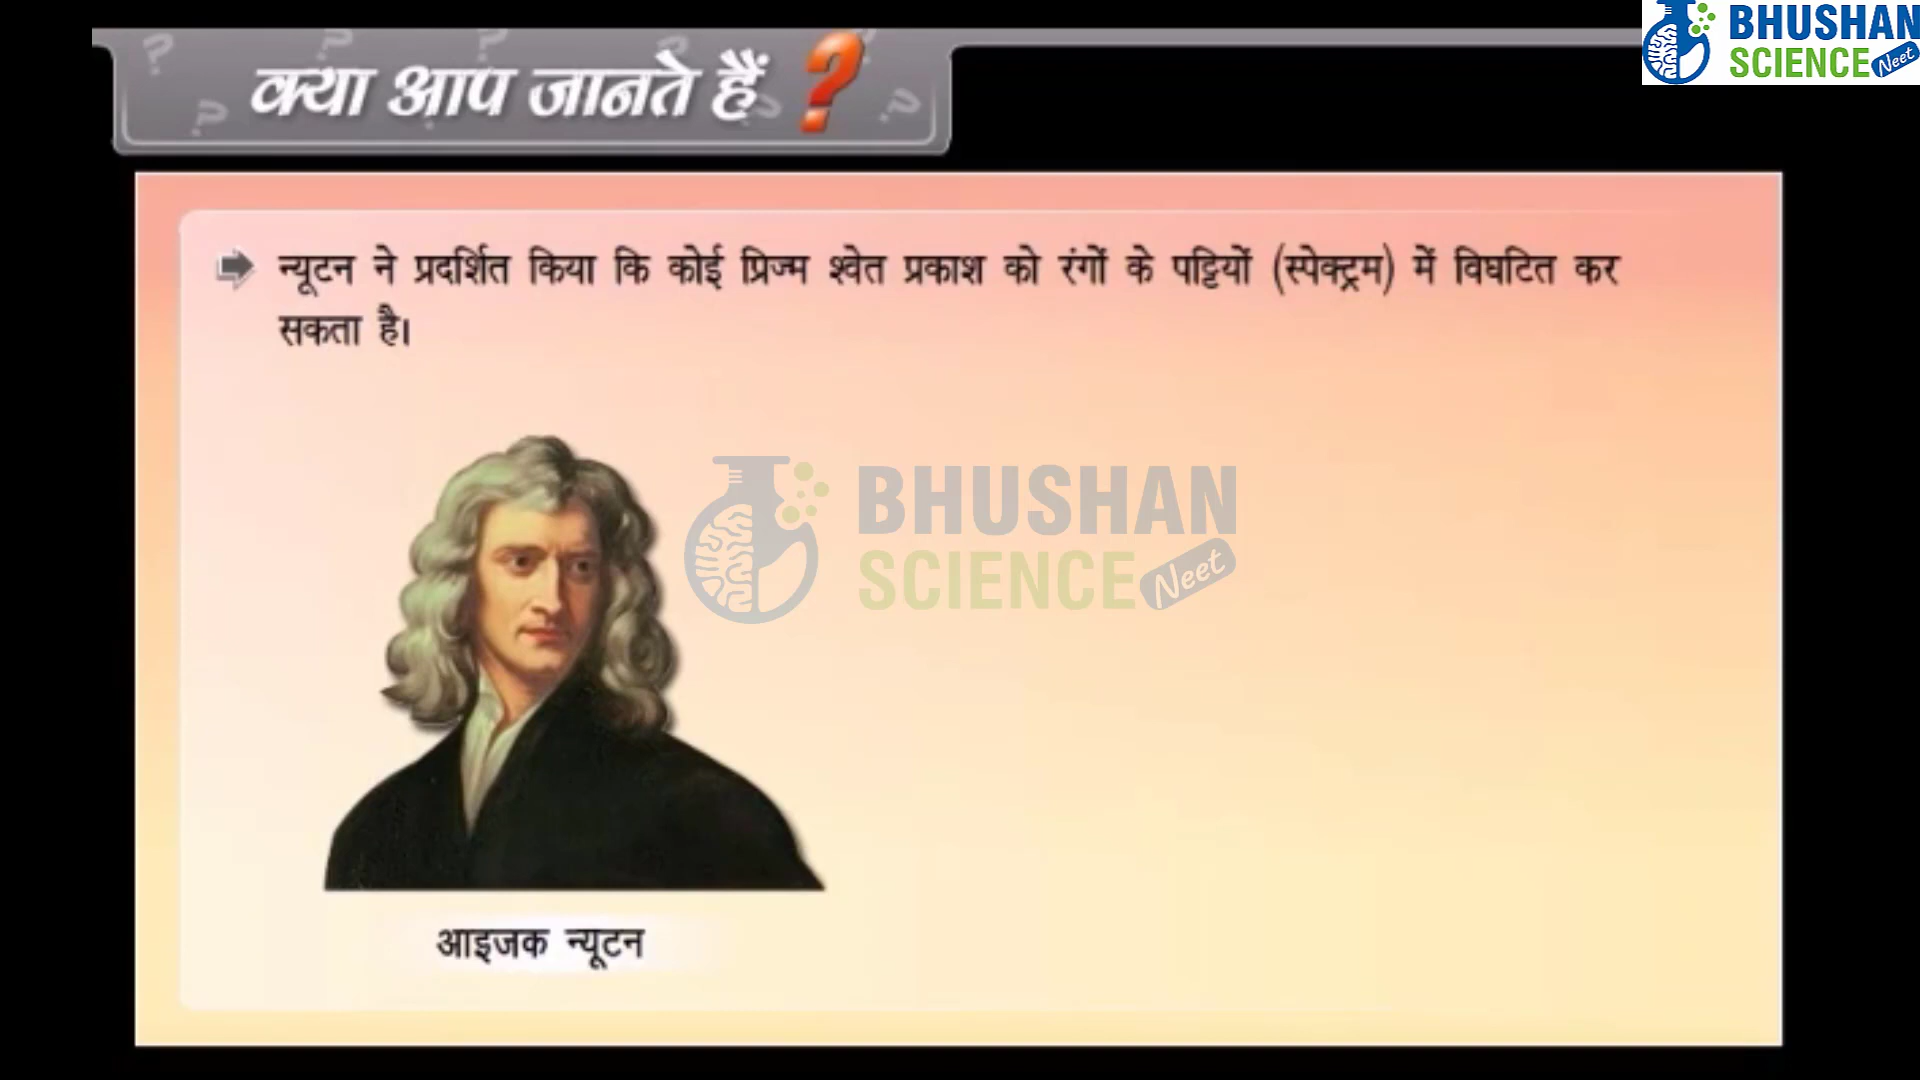 क्या आप जानते हैं ?
BHUSHAN
SCIENCE Neet
न्यूटन ने प्रदर्शित किया कि कोई प्रिज्म श्वेत प्रकाश को रंगों के पट्टियों (स्पेक्ट्रम) में विघटित कर
सकता है।
BHUSHAN
SCIENCE Neet
आइजक न्यूटन